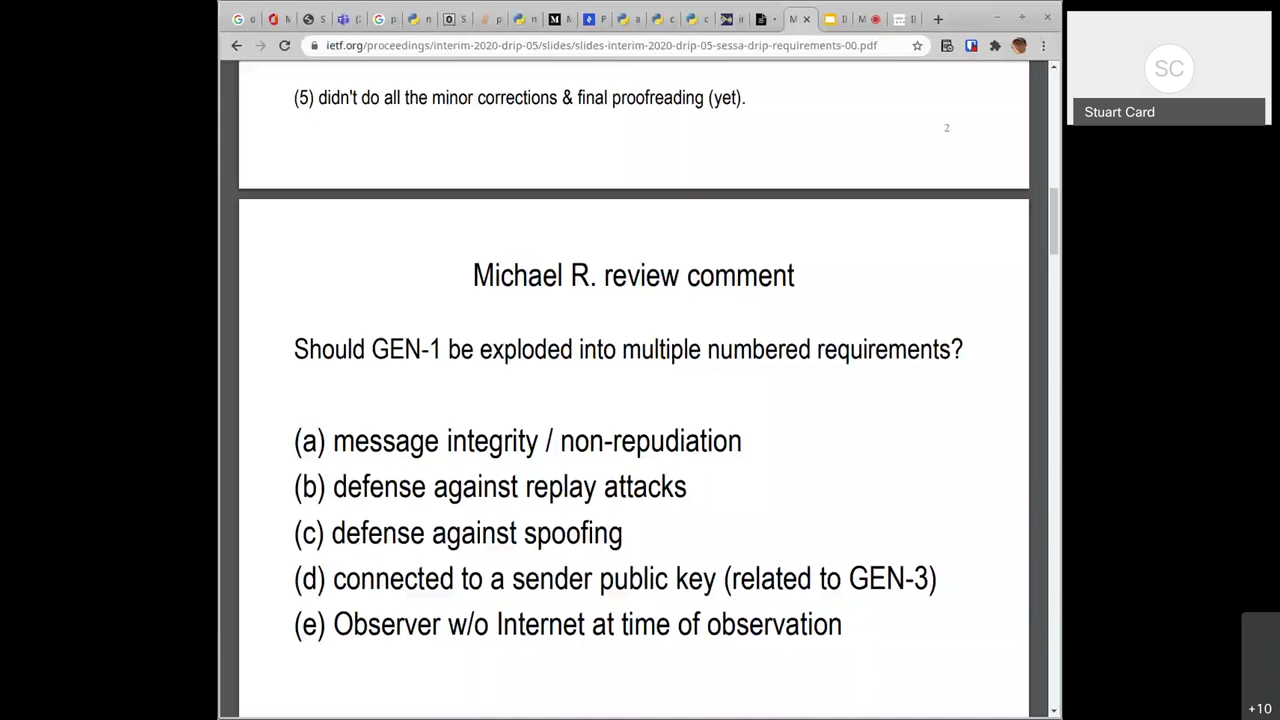 ietf.org/proceedings/interim-2020-drip-05/slides/slides-interim-2020-drip-05-sessa-drip-requirements-00.pdf
(5) didn't do all the minor corrections & final proofreading (yet).
2
Michael R. review comment
Should GEN-1 be exploded into multiple numbered requirements?
(a) message integrity / non-repudiation
(b) defense against replay attacks
(c) defense against spoofing
(d) connected to a sender public key (related to GEN-3)
(e) Observer w/o Internet at time of observation
SC
Stuart Card
+10